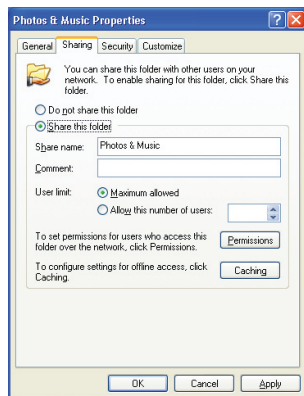 Photos & Music Properties
General Sharing Security Customize
You can share this folder with other users on your
network. To enable sharing for this folder, click Share this
folder.
Do not share this folder
Share this folder
Share name: Photos & Music
Comment:
User limit: Maximum allowed
Allow this number of users:
To set permissions for users who access this
folder over the network, click Permissions.
Permissions
To configure settings for offline access, click
Caching.
Caching
OK Cancel Apply